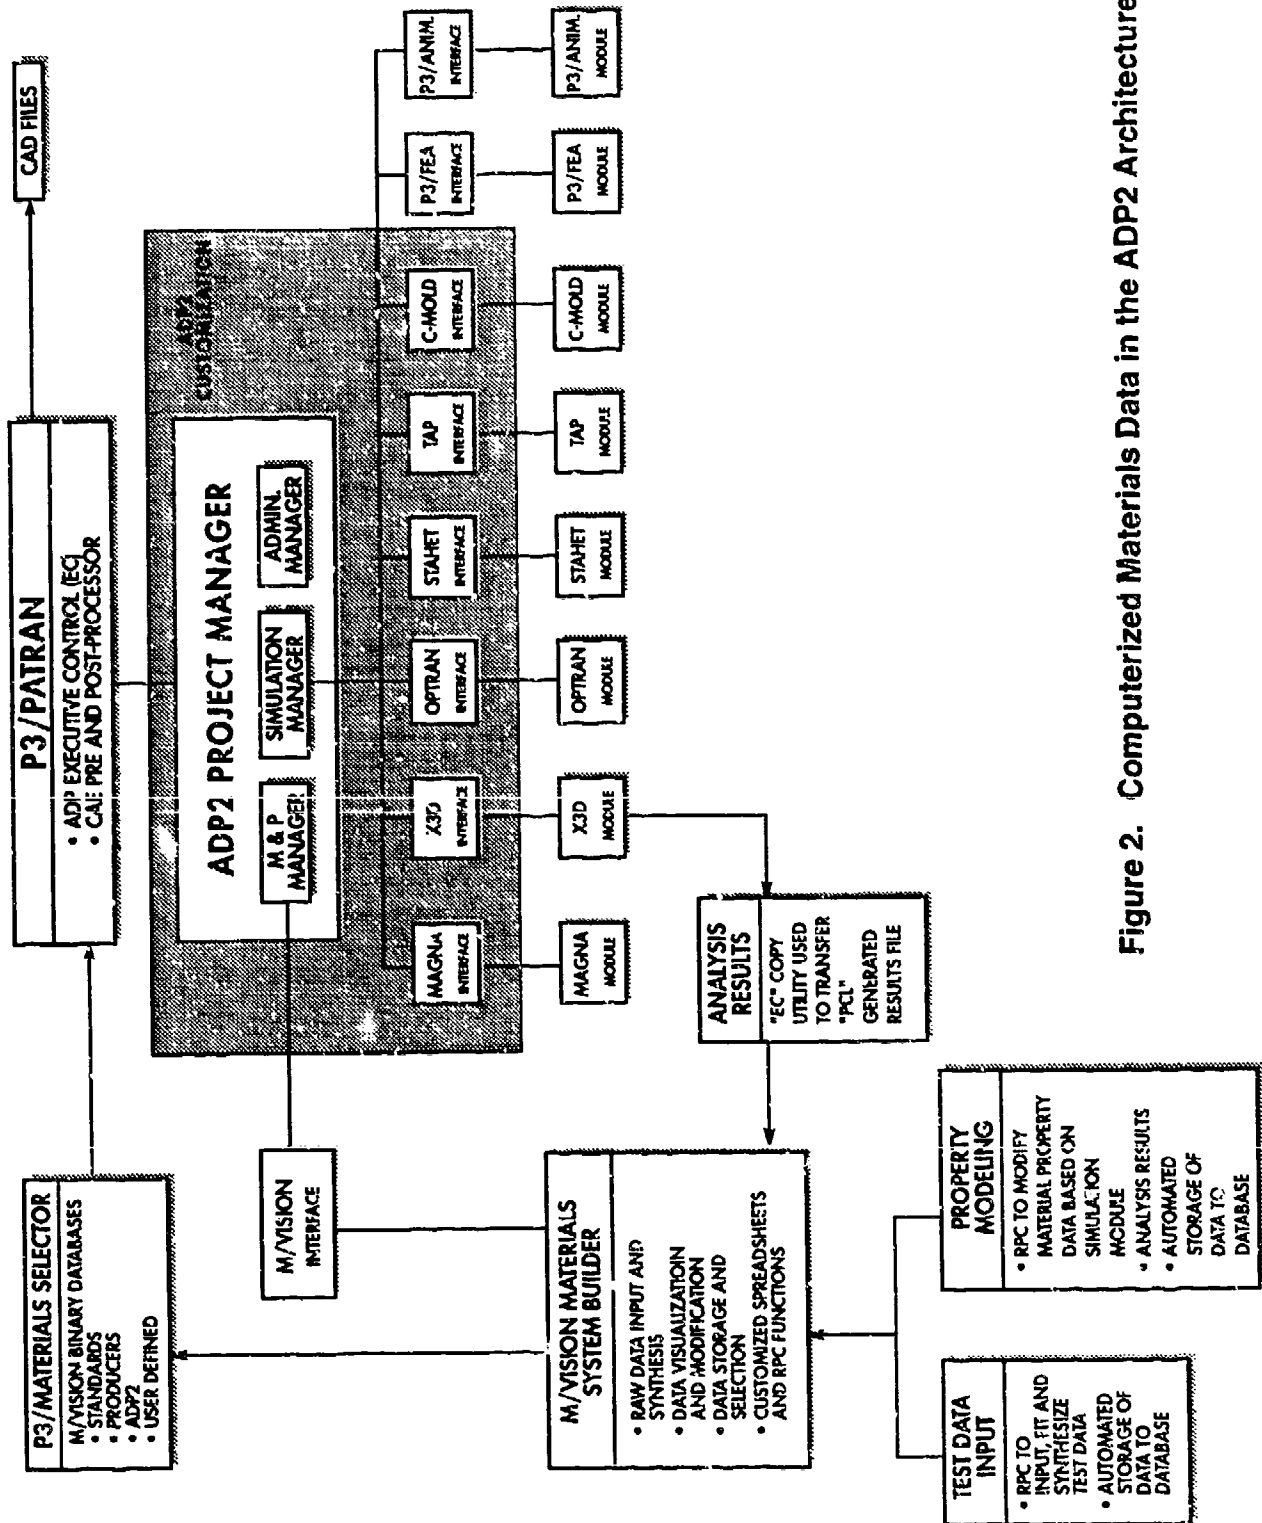 P3/MATERIALS SELECTOR
M/VISION BINARY DATABASES
• STANDARDS
• PRODUCERS
• ADP2
• USER DEFINED
P3/PATRAN
• ADP EXECUTIVE CONTROL (EC)
• CAE PRE AND POST-PROCESSOR
CAD FILES
ADP2
CUSTOMIZATION
ADP2 PROJECT MANAGER
M & P
MANAGER
SIMULATION
MANAGER
ADMIN.
MANAGER
M/VISION
INTERFACE
MAGNA
INTERFACE
X3D
INTERFACE
OPTRAN
INTERFACE
STAHET
INTERFACE
TAP
INTERFACE
C-MOLD
INTERFACE
P3/FEA
INTERFACE
P3/ANIM.
INTERFACE
MAGNA
MODULE
X3D
MODULE
OPTRAN
MODULE
STAHET
MODULE
TAP
MODULE
C-MOLD
MODULE
P3/FEA
MODULE
P3/ANIM.
MODULE
M/VISION MATERIALS
SYSTEM BUILDER
• RAW DATA INPUT AND
SYNTHESIS
• DATA VISUALIZATIOIN
AND MODIFICATION
• DATA STORAGE AND
SELECTION
• CUSTOMIZED SPREADSHEETS
AND RPC FUNCTIONS
ANALYSIS
RESULTS
"EC" COPY
UTILITY USED
TO TRANSFER
"PCL"
GENERATED
RESULTS FILE
TEST DATA
INPUT
• RPC TO
INPUT, FIT AND
SYNTHESIZE
TEST DATA
• AUTOMATED
STORAGE OF
DATA TO
DATABASE
PROPERTY
MODELING
• RPC TO MODIFY
MATERIAL PROPERTY
DATA BASED ON
SIMULATION
MODULE
• ANALYSIS RESULTS
• AUTOMATED
STORAGE OF
DATA TO
DATABASE
Figure 2. Computerized Materials Data in the ADP2 Architecture